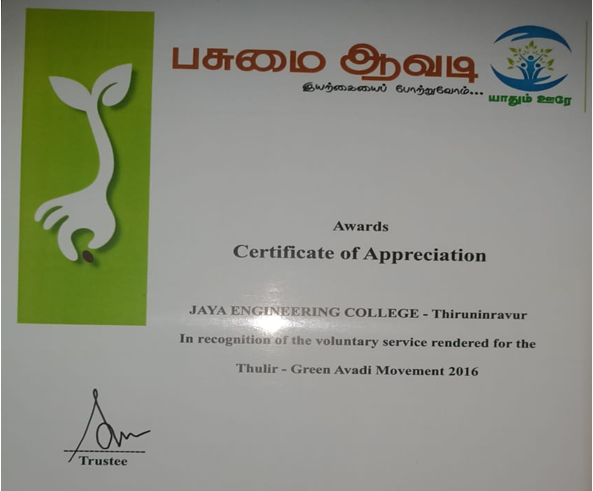 பசுமை ஆவடி
இயற்கையைப் போற்றுவோம்...
யாதும் ஊரே
Awards
Certificate of Appreciation
JAYA ENGINEERING COLLEGE - Thiruninravur
In recognition of the voluntary service rendered for the
Thulir - Green Avadi Movement 2016
Trustee